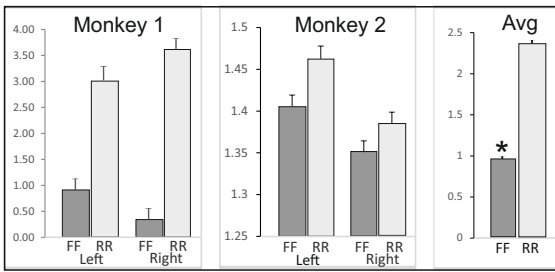 Monkey 1
4.00
3.50
3.00
2.50
2.00
1.50
1.00
0.50
0.00
FF RR FF RR
Left Right
Monkey 2
1.5
1.45
1.4
1.35
1.3
1.25
FF RR FF RR
Left Right
Avg
2.5
2
1.5
1
0.5
0
*
FF RR